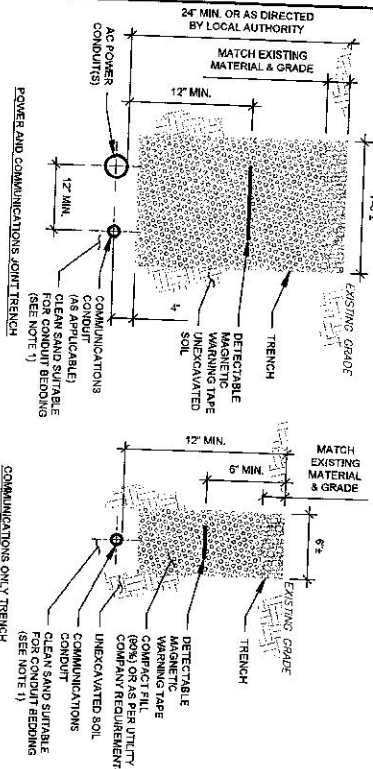 24" MIN. OR AS DIRECTED
BY LOCAL AUTHORITY
MATCH EXISTING
MATERIAL & GRADE
12" MIN.
AC POWER
CONDUIT(S)
12" MIN.
4"
EXISTING GRADE
TRENCH
DETECTABLE
MAGNETIC
WARNING TAPE
UNEXCAVATED
SOIL
COMMUNICATIONS
CONDUIT
(AS APPLICABLE)
CLEAN SAND SUITABLE
FOR CONDUIT BEDDING
(SEE NOTE 1)
POWER AND COMMUNICATIONS JOINT TRENCH
12" MIN.
6" MIN.
MATCH
EXISTING
MATERIAL
& GRADE
6"±
EXISTING GRADE
TRENCH
DETECTABLE
MAGNETIC
WARNING TAPE
COMPACT FILL
(90%) OR AS PER UTILITY
COMPANY REQUIREMENT
UNEXCAVATED SOIL
COMMUNICATIONS
CONDUIT
CLEAN SAND SUITABLE
FOR CONDUIT BEDDING
(SEE NOTE 1)
COMMUNICATIONS ONLY TRENCH